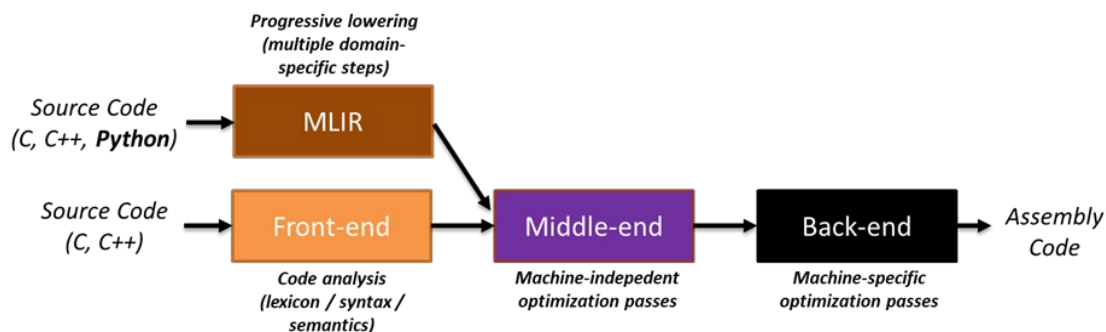 Progressive lowering
(multiple domain-
specific steps)
Source Code
(C, C++, Python)
MLIR
Source Code
(C, C++)
Front-end
Middle-end
Back-end
Assembly
Code
Code analysis
(lexicon / syntax /
semantics)
Machine-indepedent
optimization passes
Machine-specific
optimization passes